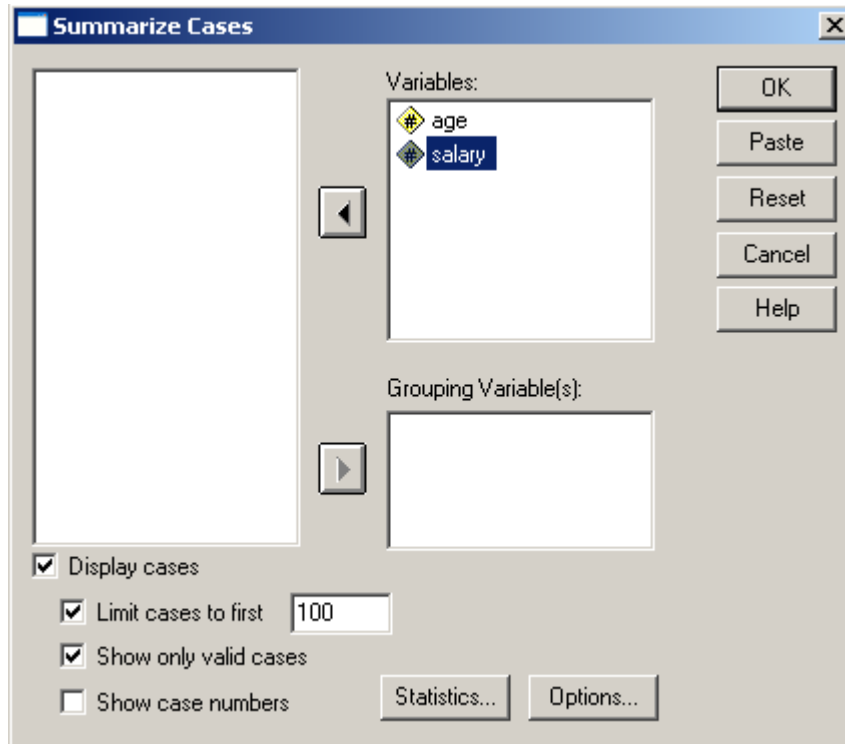 Summarize Cases
Variables:
# age
# salary
OK
Paste
Reset
Cancel
Help
Grouping Variable(s):
Display cases
Limit cases to first 100
Show only valid cases
Show case numbers
Statistics...
Options...